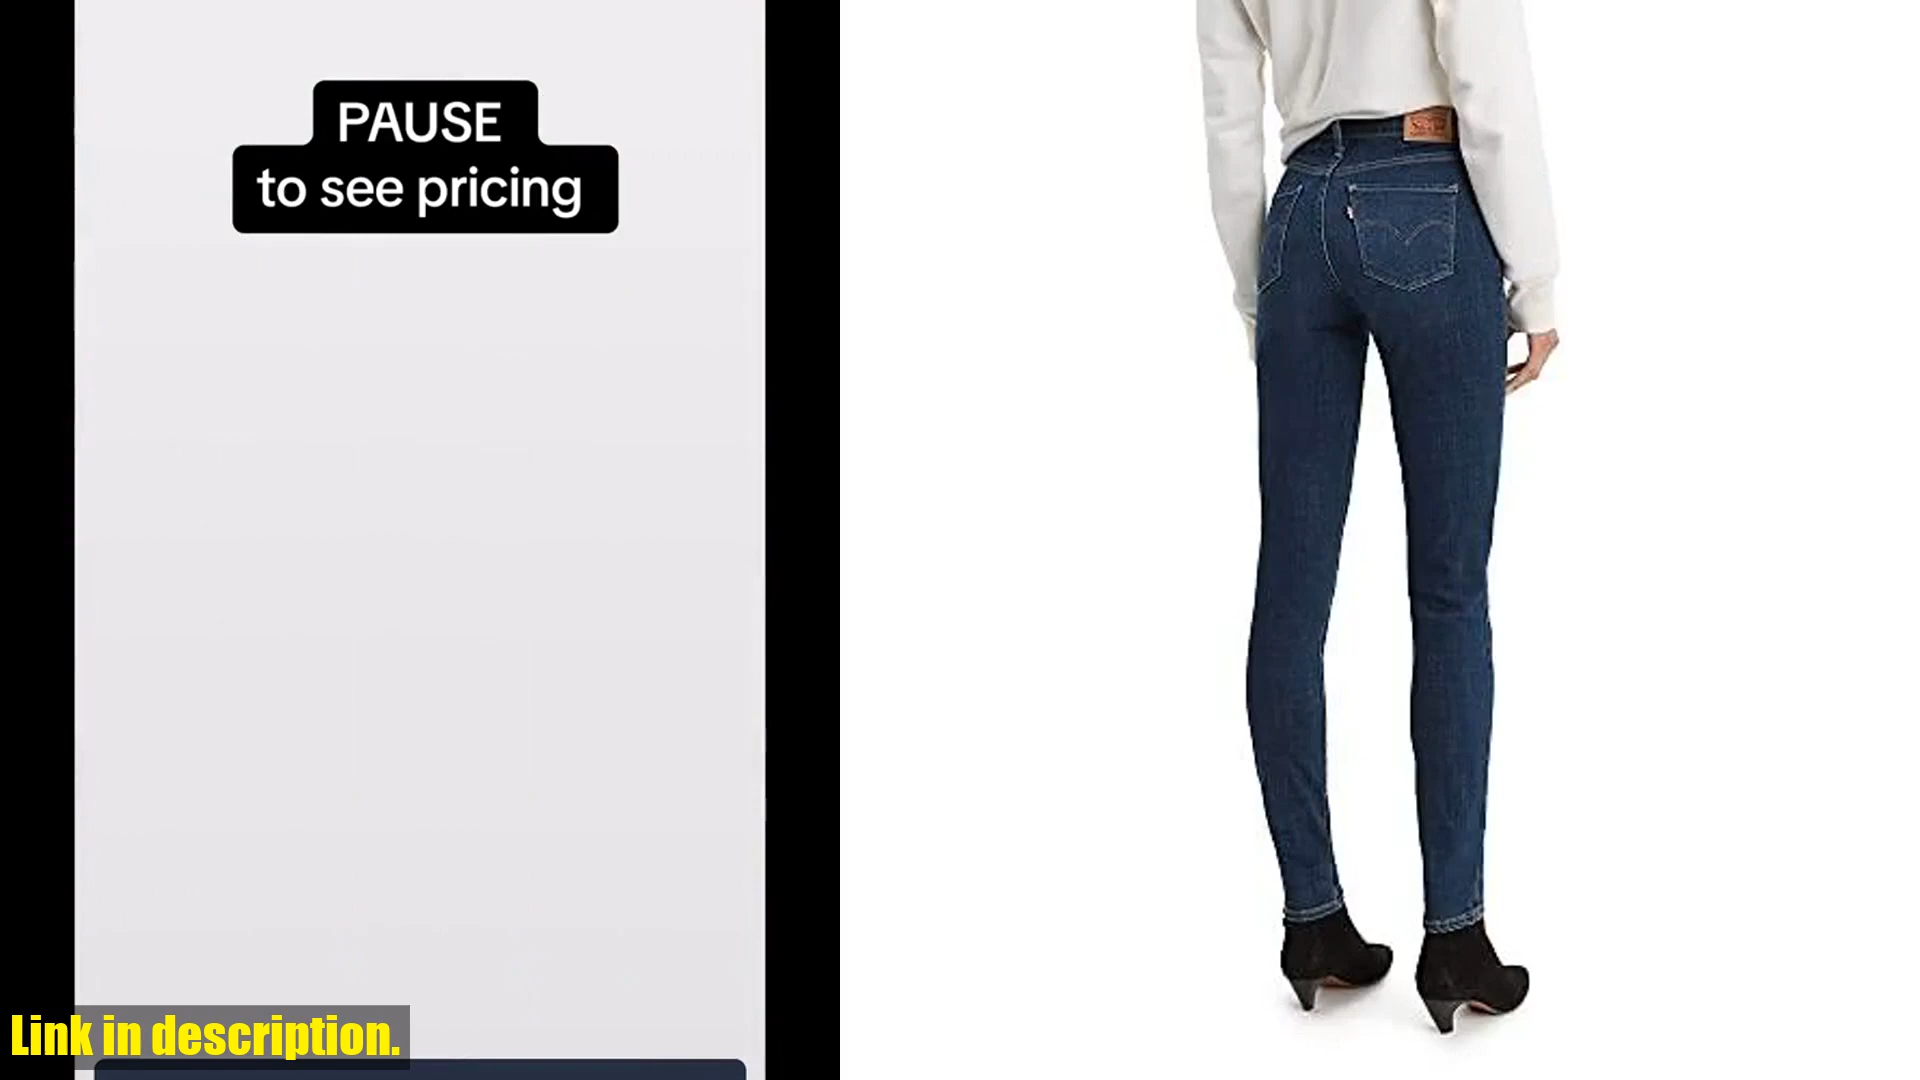 PAUSE
to see pricing
Link in description.